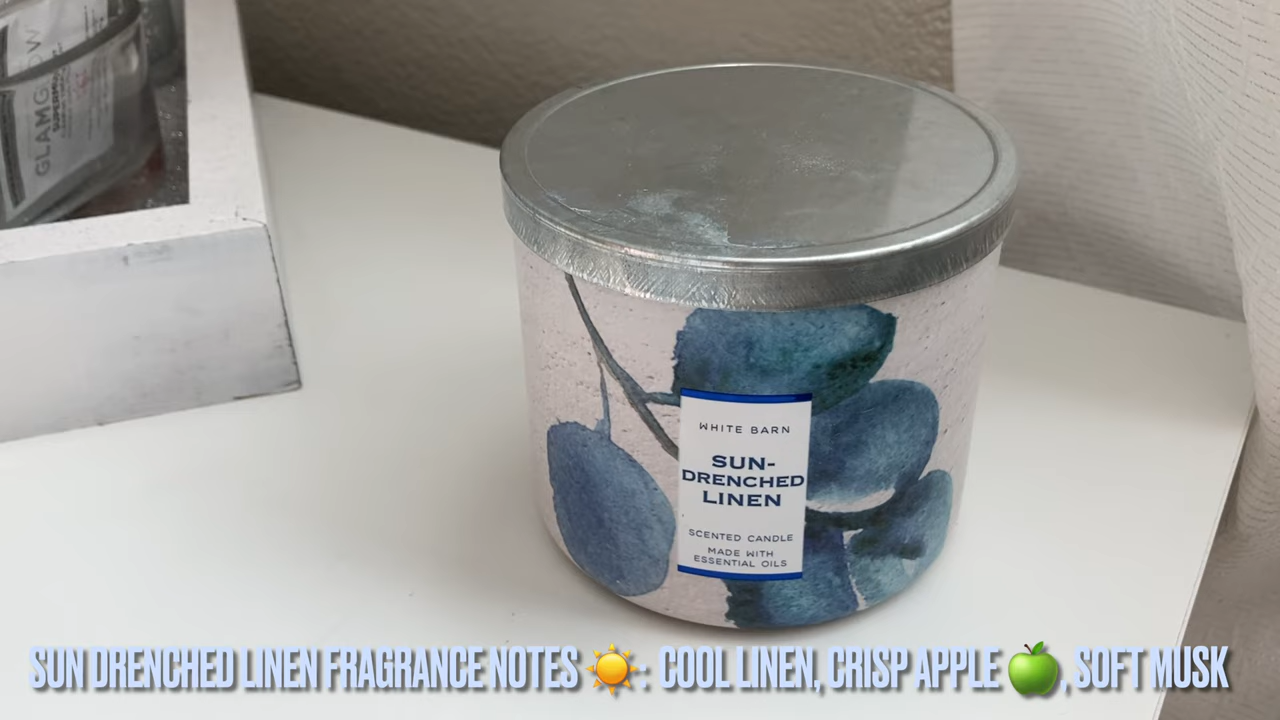 GLAMGLOW
WHITE BARN
SUN-
DRENCHED
LINEN
SCENTED CANDLE
MADE WITH
ESSENTIAL OILS
SUN DRENCHED LINEN FRAGRANCE NOTES ☀️: COOL LINEN, CRISP APPLE 🍏, SOFT MUSK